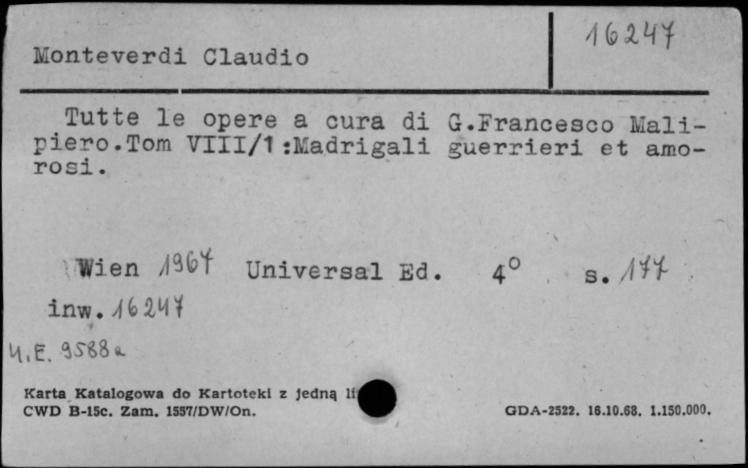 16247
Monteverdi Claudio
Tutte le opere a cura di G.Francesco Mali-
piero.Tom VIII/1:Madrigali guerrieri et amo-
rosi.
Wien 1967 Universal Ed. 4° s. 177
inw. 16247
U.E. 9588a
Karta Katalogowa do Kartoteki z jedną li
CWD B-15c. Zam. 1557/DW/On.
GDA-2522. 16.10.68. 1.150.000.